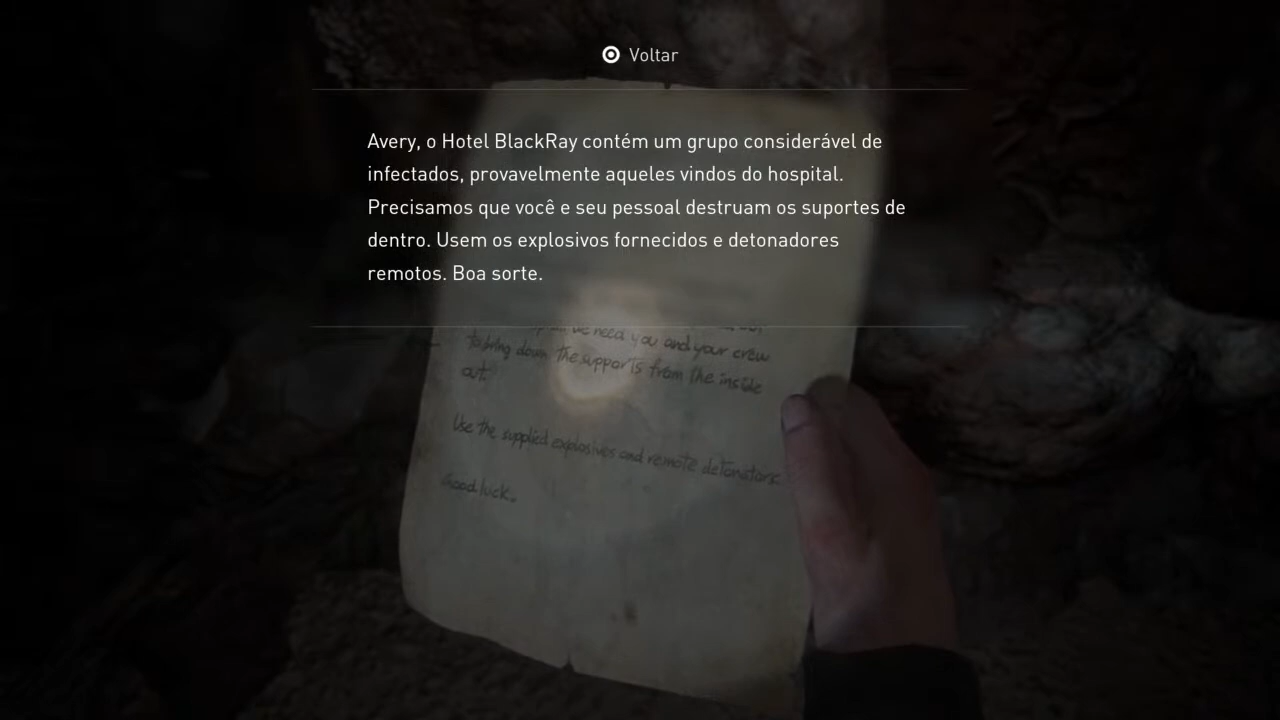 Voltar
Avery, o Hotel BlackRay contém um grupo considerável de
infectados, provavelmente aqueles vindos do hospital.
Precisamos que você e seu pessoal destruam os suportes de
dentro. Usem os explosivos fornecidos e detonadores
remotos. Boa sorte.
we need you and your crew
to bring down the supports from the inside
out.
Use the supplied explosives and remote detonators.
Good luck.